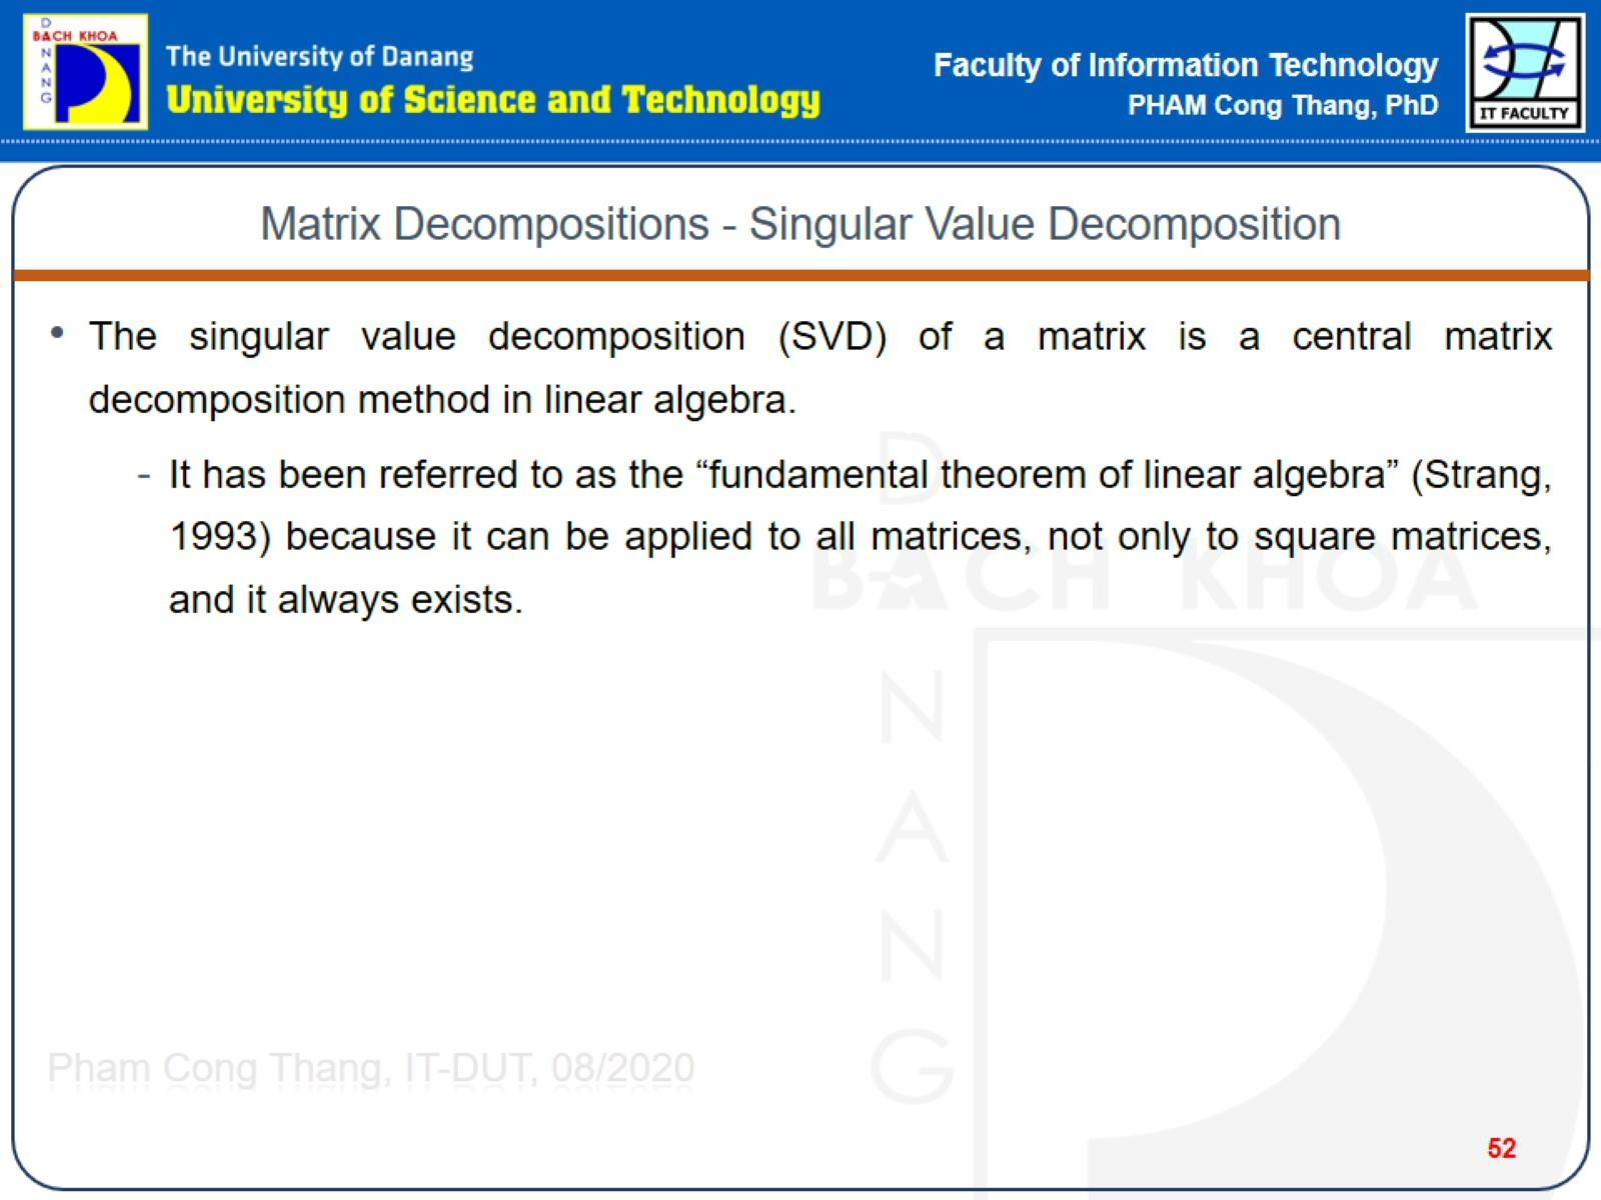 D
BACH KHOA
N
A
N
G
The University of Danang
University of Science and Technology
Faculty of Information Technology
PHAM Cong Thang, PhD
IT FACULTY
Matrix Decompositions - Singular Value Decomposition
• The singular value decomposition (SVD) of a matrix is a central matrix
decomposition method in linear algebra.
- It has been referred to as the “fundamental theorem of linear algebra” (Strang,
1993) because it can be applied to all matrices, not only to square matrices,
and it always exists.
D
BACH KHOA
N
A
N
G
Pham Cong Thang, IT-DUT, 08/2020
52